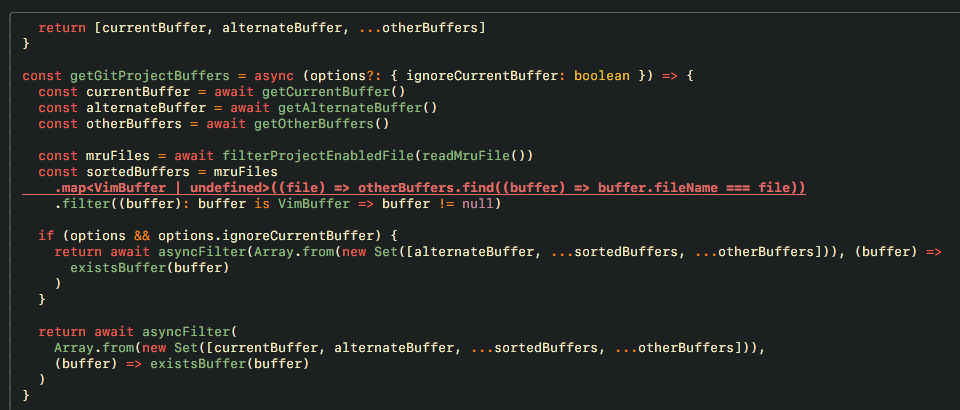 return [currentBuffer, alternateBuffer, ...otherBuffers]
}

const getGitProjectBuffers = async (options?: { ignoreCurrentBuffer: boolean }) => {
  const currentBuffer = await getCurrentBuffer()
  const alternateBuffer = await getAlternateBuffer()
  const otherBuffers = await getOtherBuffers()

  const mruFiles = await filterProjectEnabledFile(readMruFile())
  const sortedBuffers = mruFiles
    .map<VimBuffer | undefined>((file) => otherBuffers.find((buffer) => buffer.fileName === file))
    .filter((buffer): buffer is VimBuffer => buffer != null)

  if (options && options.ignoreCurrentBuffer) {
    return await asyncFilter(Array.from(new Set([alternateBuffer, ...sortedBuffers, ...otherBuffers])), (buffer) =>
      existsBuffer(buffer)
    )
  }

  return await asyncFilter(
    Array.from(new Set([currentBuffer, alternateBuffer, ...sortedBuffers, ...otherBuffers])),
    (buffer) => existsBuffer(buffer)
  )
}